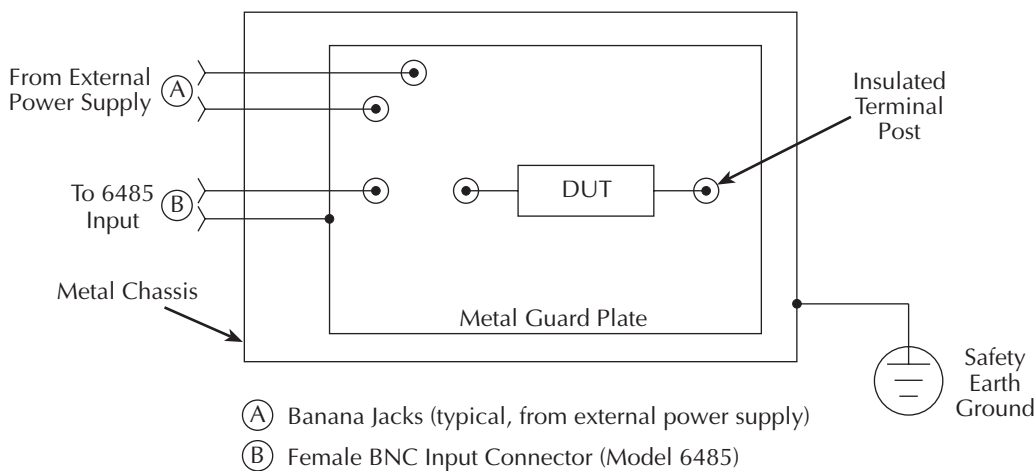 From External
Power Supply
A
To 6485
Input
B
Insulated
Terminal
Post
DUT
Metal Chassis
Metal Guard Plate
Safety
Earth
Ground
A Banana Jacks (typical, from external power supply)
B Female BNC Input Connector (Model 6485)